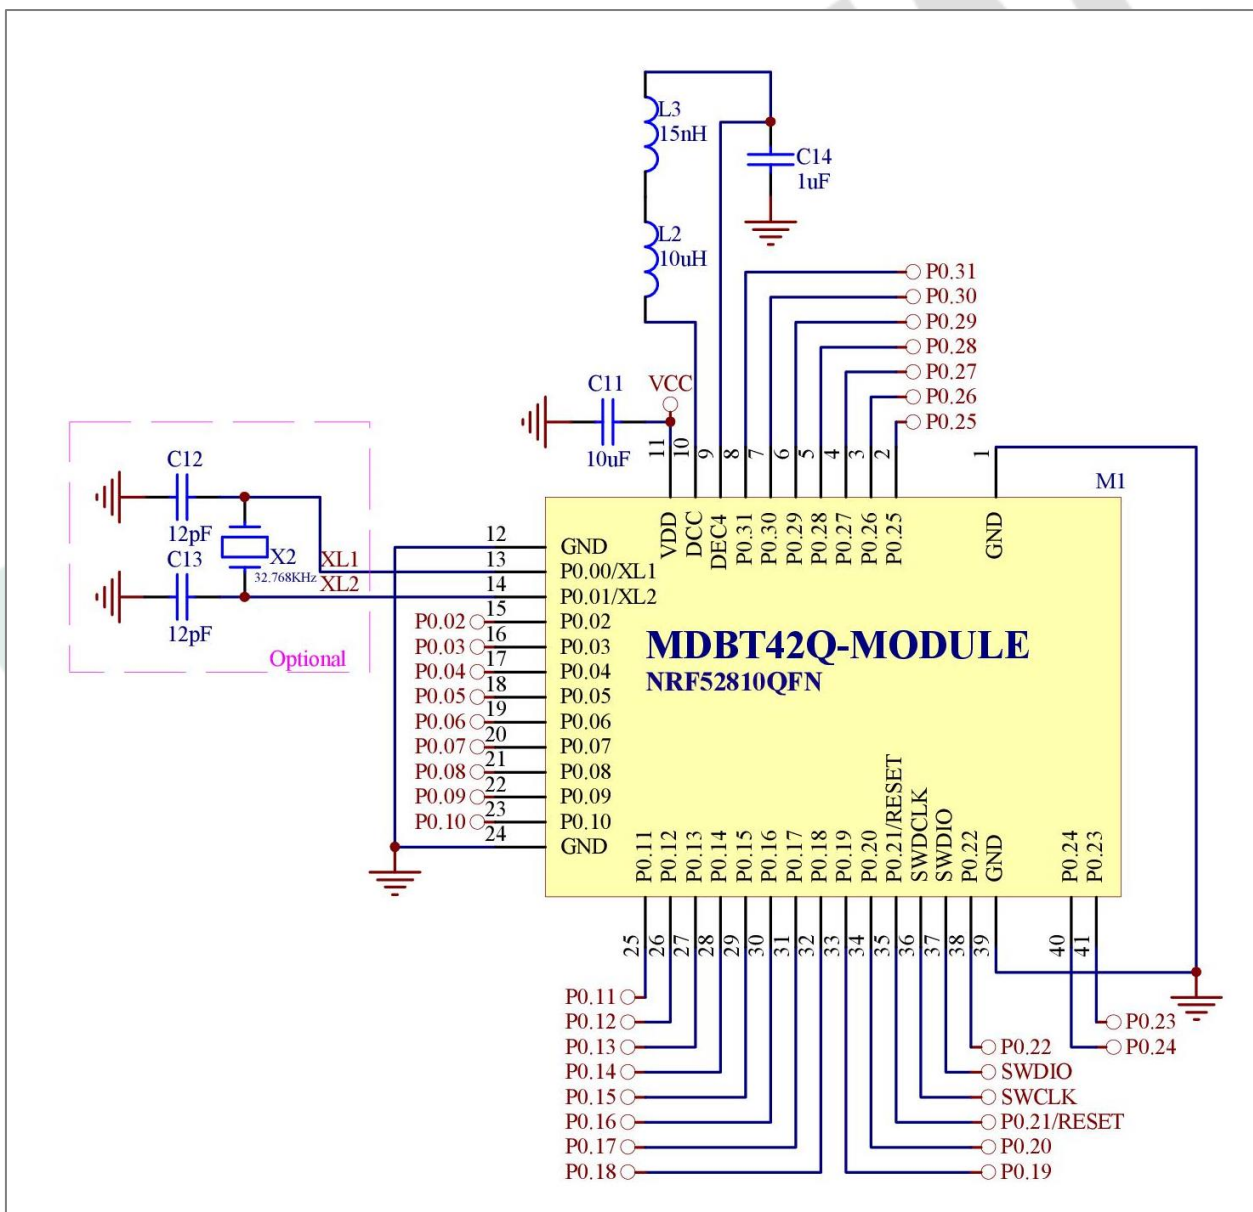 L3
15nH
C14
1uF
L2
10uH
P0.31
P0.30
P0.29
P0.28
P0.27
P0.26
P0.25
C11
VCC
10uF
11
10
9
8
7
6
5
4
3
2
1
M1
VDD
DCC
DEC4
P0.31
P0.30
P0.29
P0.28
P0.27
P0.26
P0.25
GND
C12
12pF
C13
12pF
X2
32.768KHz
XL1
XL2
Optional
12 GND
13 P0.00/XL1
14 P0.01/XL2
P0.02 15 P0.02
P0.03 16 P0.03
P0.04 17 P0.04
P0.05 18 P0.05
P0.06 19 P0.06
P0.07 20 P0.07
P0.08 21 P0.08
P0.09 22 P0.09
P0.10 23 P0.10
24 GND
MDBT42Q-MODULE
NRF52810QFN
P0.11
P0.12
P0.13
P0.14
P0.15
P0.16
P0.17
P0.18
P0.19
P0.20
P0.21/RESET
SWDCLK
SWDIO
P0.22
GND
P0.24
P0.23
25
26
27
28
29
30
31
32
33
34
35
36
37
38
39
40
41
P0.11
P0.12
P0.13
P0.14
P0.15
P0.16
P0.17
P0.18
P0.23
P0.24
P0.22
SWDIO
SWCLK
P0.21/RESET
P0.20
P0.19